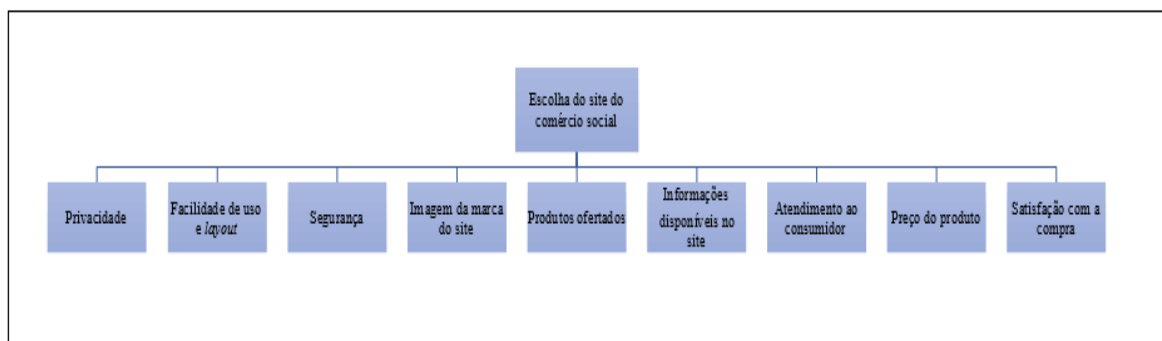 Escolha do site do
comércio social
Privacidade
Facilidade de uso
e layout
Segurança
Imagem da marca
do site
Produtos ofertados
Informações
disponíveis no
site
Atendimento ao
consumidor
Preço do produto
Satisfação com a
compra